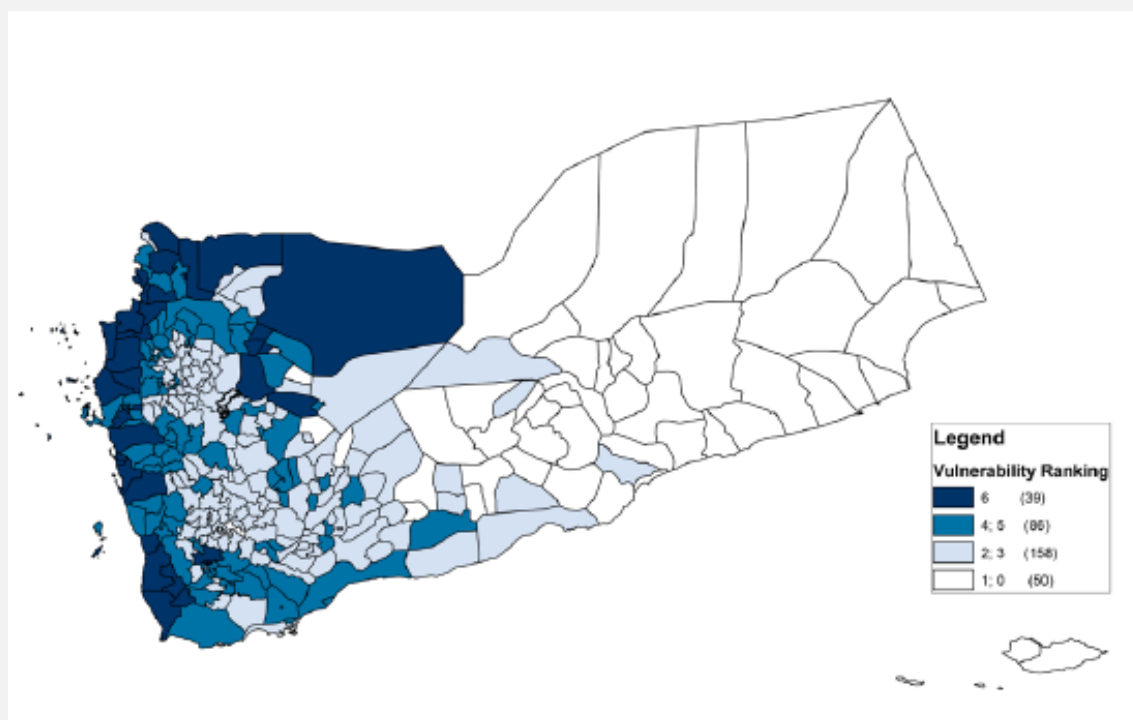 Legend
Vulnerability Ranking
6 (39)
4; 5 (86)
2; 3 (158)
1; 0 (50)